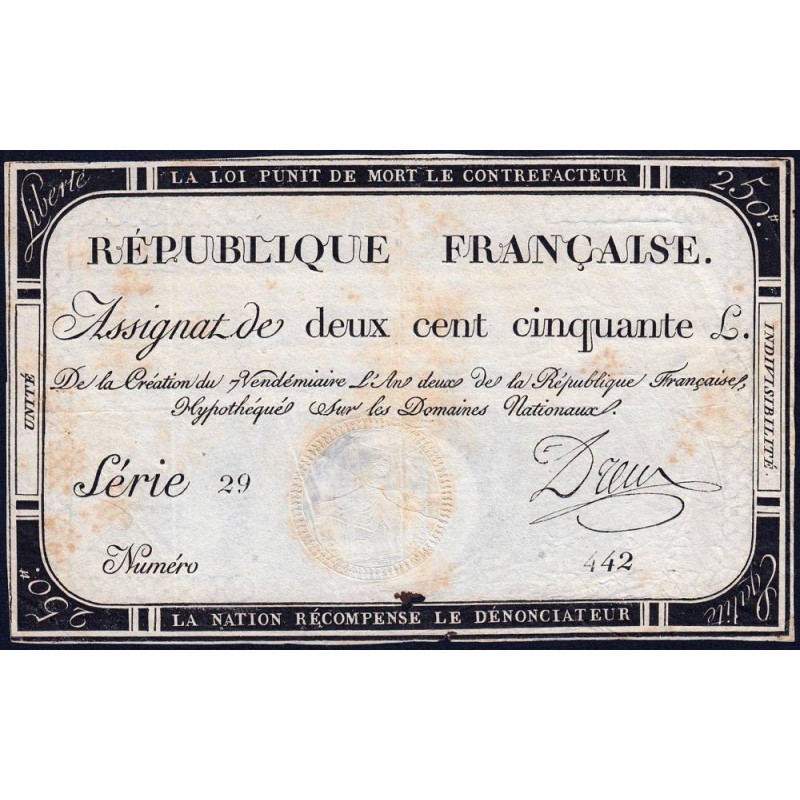 LA LOI PUNIT DE MORT LE CONTREFACTEUR
Liberté
250.#
RÉPUBLIQUE FRANÇAISE.
Assignat de deux cent cinquante L.
De la Création du 7 Vendémiaire L'An deux de la République Française,
Hypothéqué Sur les Domaines Nationaux.
UNITÉ
INDIVISIBILITÉ.
Série 29
Dreux
Numéro 442
250.#
Egalité
LA NATION RÉCOMPENSE LE DÉNONCIATEUR